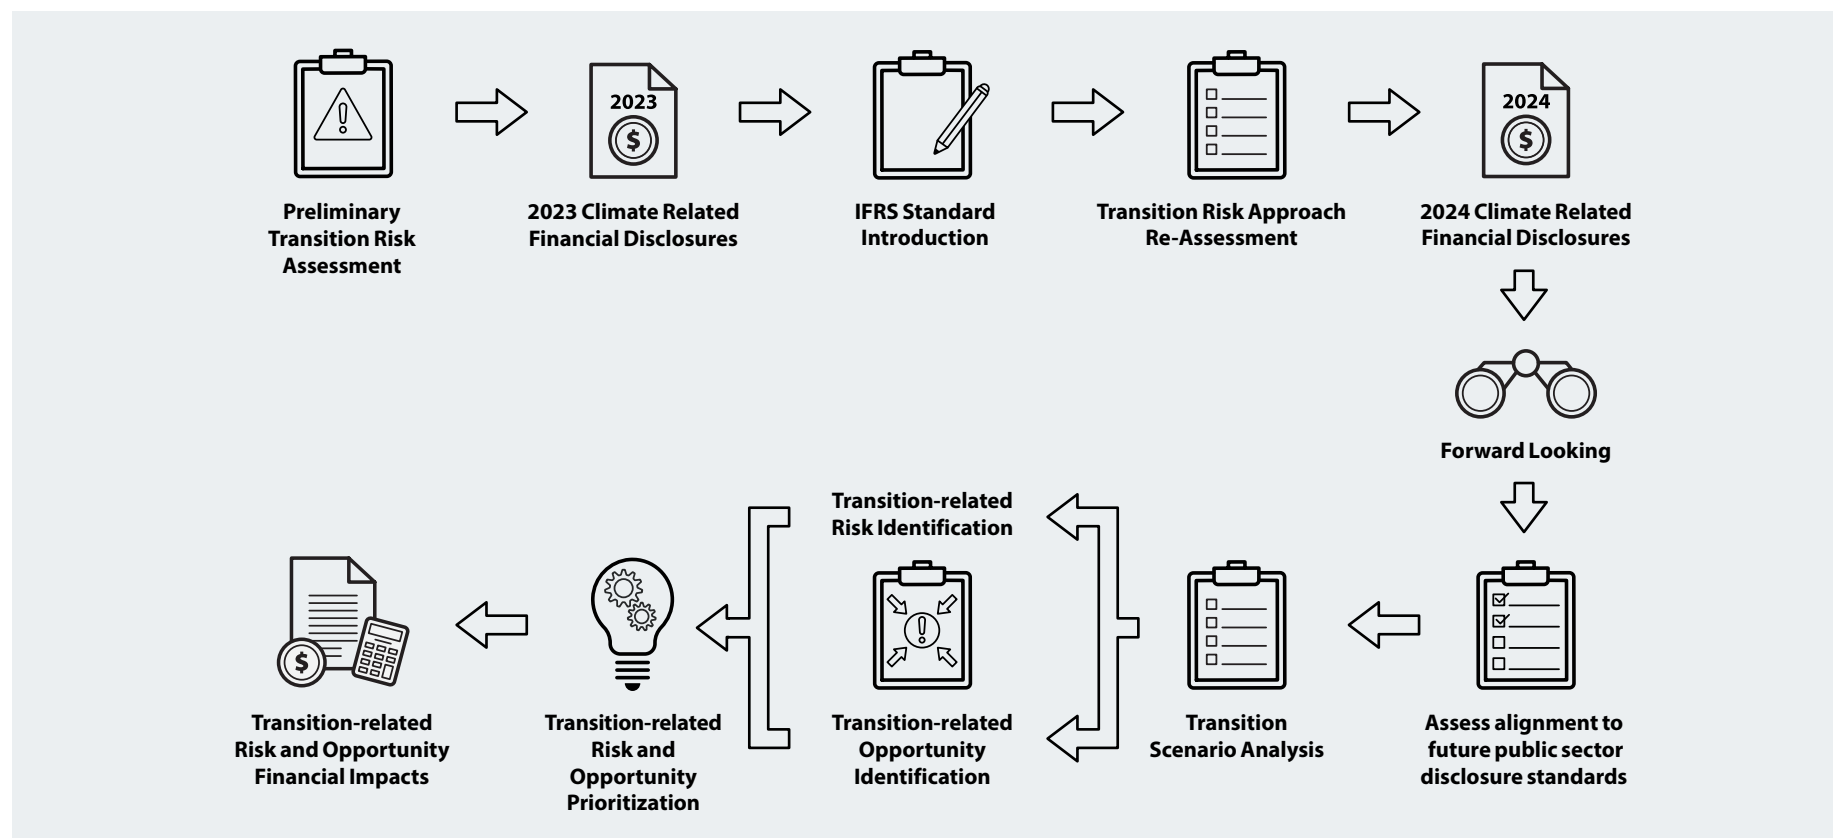 2023
2024
$
$
Preliminary
Transition Risk
Assessment
2023 Climate Related
Financial Disclosures
IFRS Standard
Introduction
Transition Risk Approach
Re-Assessment
2024 Climate Related
Financial Disclosures
Forward Looking
Assess alignment to
future public sector
disclosure standards
Transition
Scenario Analysis
Transition-related
Risk Identification
Transition-related
Opportunity
Identification
Transition-related
Risk and
Opportunity
Prioritization
$
Transition-related
Risk and Opportunity
Financial Impacts